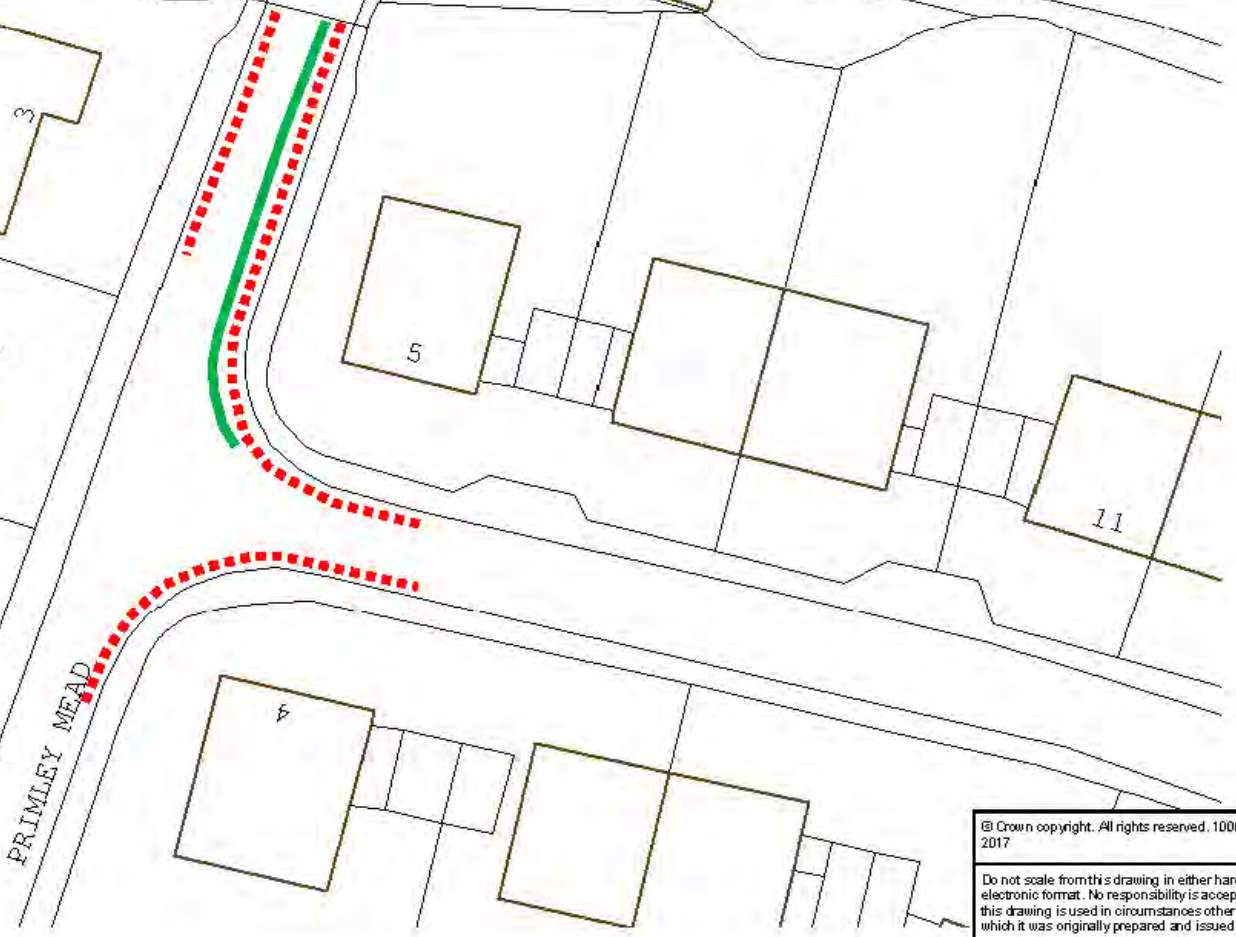 3
5
11
4
PRIMLEY MEAD
© Crown copyright. All rights reserved. 100
2017
Do not scale from this drawing in either har
electronic format. No responsibility is accep
this drawing is used in circumstances other
which it was originally prepared and issued